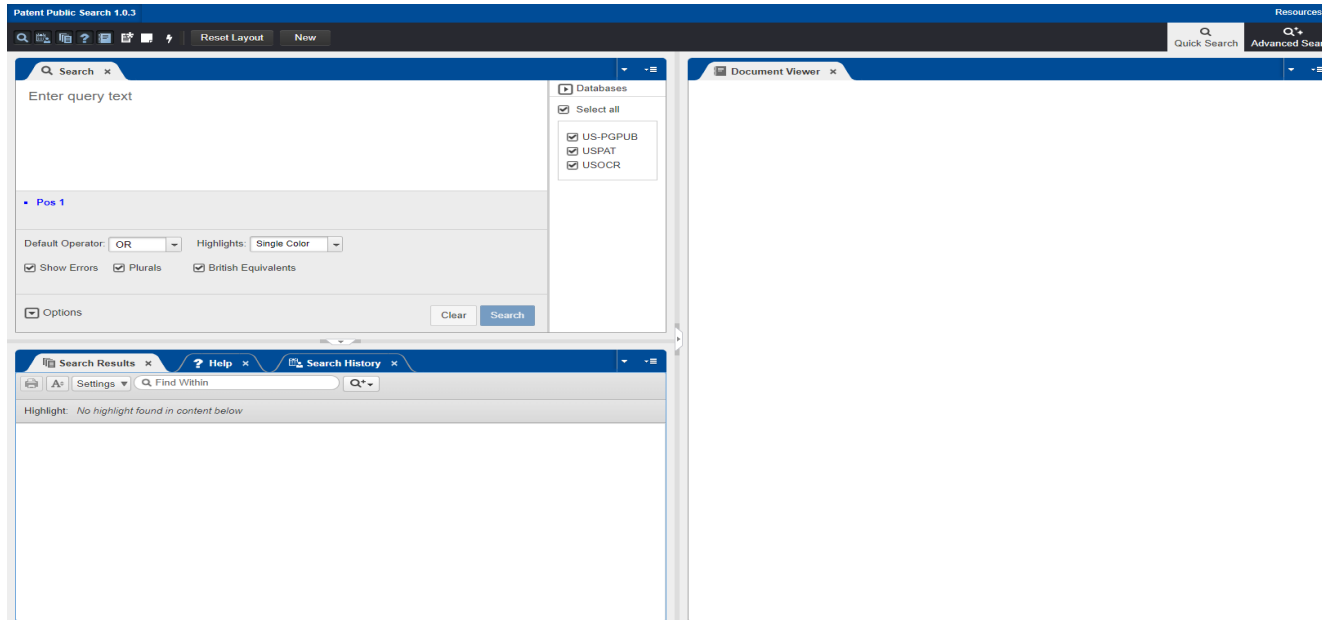 Patent Public Search 1.0.3
Resources
Reset Layout
New
Quick Search
Advanced Sear
Search
Enter query text
Databases
Select all
US-PGPUB
USPAT
USOCR
Pos 1
Default Operator: OR
Highlights: Single Color
Show Errors
Plurals
British Equivalents
Options
Clear
Search
Document Viewer
Search Results
? Help
Search History
Settings
Find Within
Highlight: No highlight found in content below